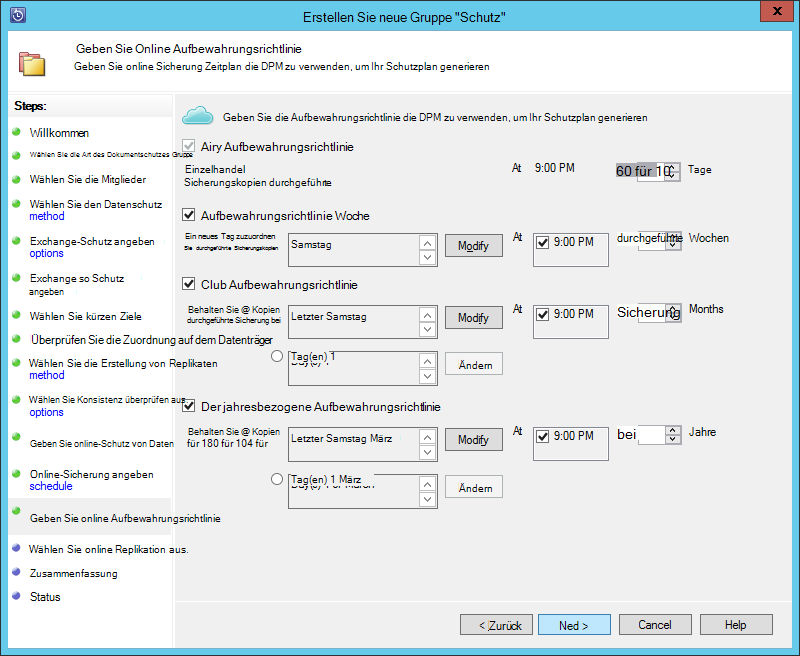 Erstellen Sie neue Gruppe "Schutz"
X
Geben Sie Online Aufbewahrungsrichtlinie
Geben Sie online Sicherung Zeitplan die DPM zu verwenden, um Ihr Schutzplan generieren
Steps:
Willkommen
Wählen Sie die Art des Dokumentschutzes Gruppe
Wählen Sie die Mitglieder
Wählen Sie den Datenschutz
method
Exchange-Schutz angeben
options
Exchange so Schutz
angeben
Wählen Sie kürzen Ziele
Überprüfen Sie die Zuordnung auf dem Datenträger
Wählen Sie die Erstellung von Replikaten
method
Wählen Sie Konsistenz überprüfen aus.
options
Geben Sie online-Schutz von Daten
Online-Sicherung angeben
schedule
Geben Sie online Aufbewahrungsrichtlinie
Wählen Sie online Replikation aus.
Zusammenfassung
Status
Geben Sie die Aufbewahrungsrichtlinie die DPM zu verwenden, um Ihr Schutzplan generieren
Airy Aufbewahrungsrichtlinie
Einzelhandel
Sicherungskopien durchgeführte
At 9:00 PM 60 für 10 Tage
Aufbewahrungsrichtlinie Woche
Ein neues Tag zuzuordnen
Sie durchgeführte Sicherungskopien
Samstag Modify At 9:00 PM durchgeführte Wochen
Club Aufbewahrungsrichtlinie
Behalten Sie @ Kopien
durchgeführte Sicherung bei
Letzter Samstag Modify At 9:00 PM Sicherung Months
Tag(en) 1 Ändern
Der jahresbezogene Aufbewahrungsrichtlinie
Behalten Sie @ Kopien
für 180 für 104 für
Letzter Samstag März Modify At 9:00 PM bei Jahre
Tag(en) 1 März Ändern
< Zurück Ned > Cancel Help